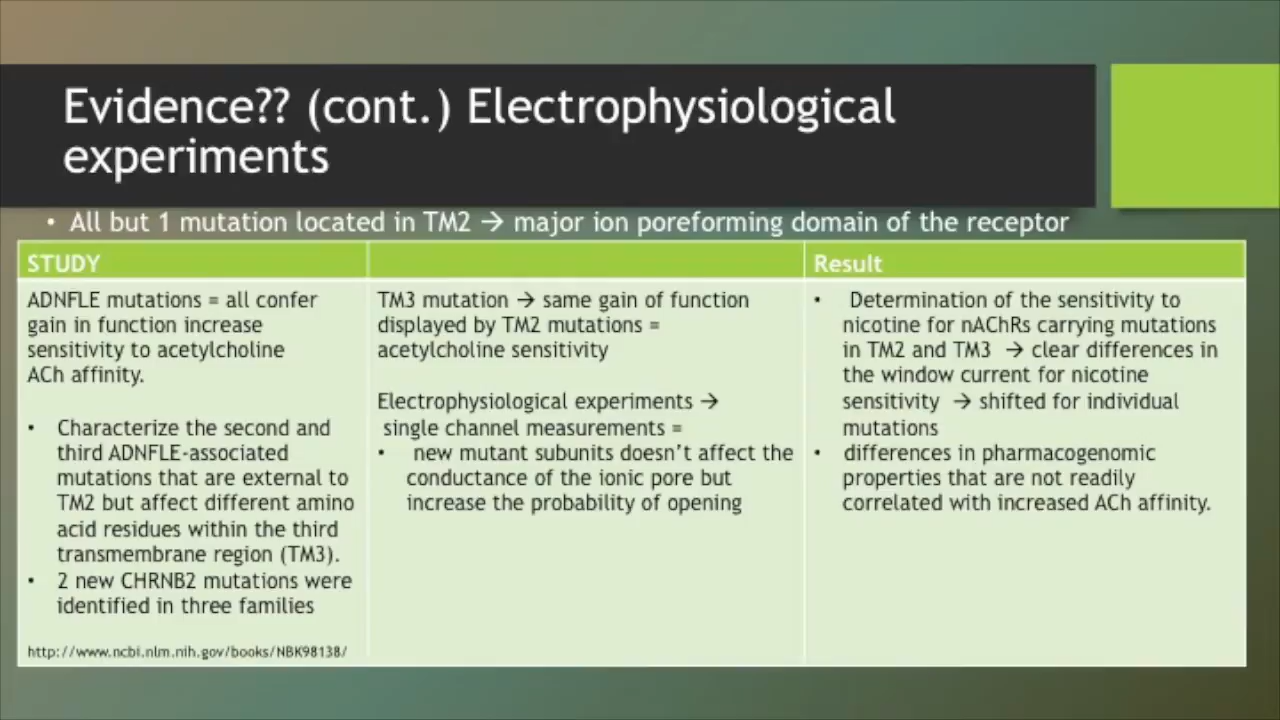 Evidence?? (cont.) Electrophysiological
experiments
• All but 1 mutation located in TM2 → major ion poreforming domain of the receptor
STUDY
ADNFLE mutations = all confer
gain in function increase
sensitivity to acetylcholine
ACh affinity.
• Characterize the second and
third ADNFLE-associated
mutations that are external to
TM2 but affect different amino
acid residues within the third
transmembrane region (TM3).
• 2 new CHRNB2 mutations were
identified in three families
http://www.ncbi.nlm.nih.gov/books/NBK98138/
TM3 mutation → same gain of function
displayed by TM2 mutations =
acetylcholine sensitivity
Electrophysiological experiments →
single channel measurements =
• new mutant subunits doesn't affect the
conductance of the ionic pore but
increase the probability of opening
Result
• Determination of the sensitivity to
nicotine for nAChRs carrying mutations
in TM2 and TM3 → clear differences in
the window current for nicotine
sensitivity → shifted for individual
mutations
• differences in pharmacogenomic
properties that are not readily
correlated with increased ACh affinity.